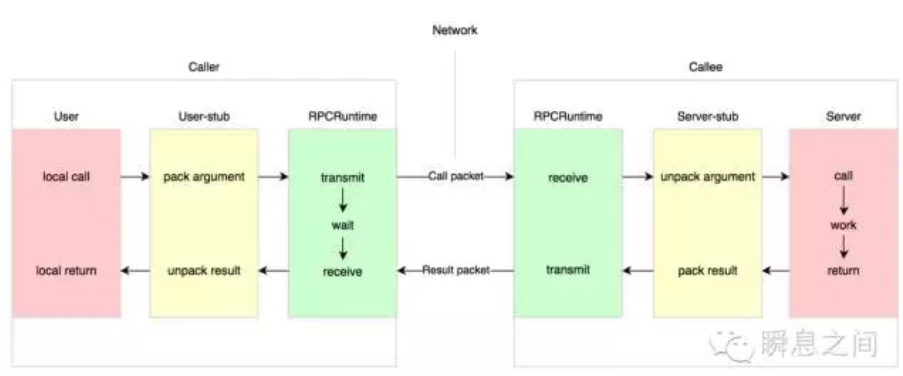 Network
Caller
Callee
User
User-stub
RPCRuntime
RPCRuntime
Server-stub
Server
local call
pack argument
transmit
Call packet
receive
unpack argument
call
wait
work
local return
unpack result
receive
Result packet
transmit
pack result
return
瞬息之间